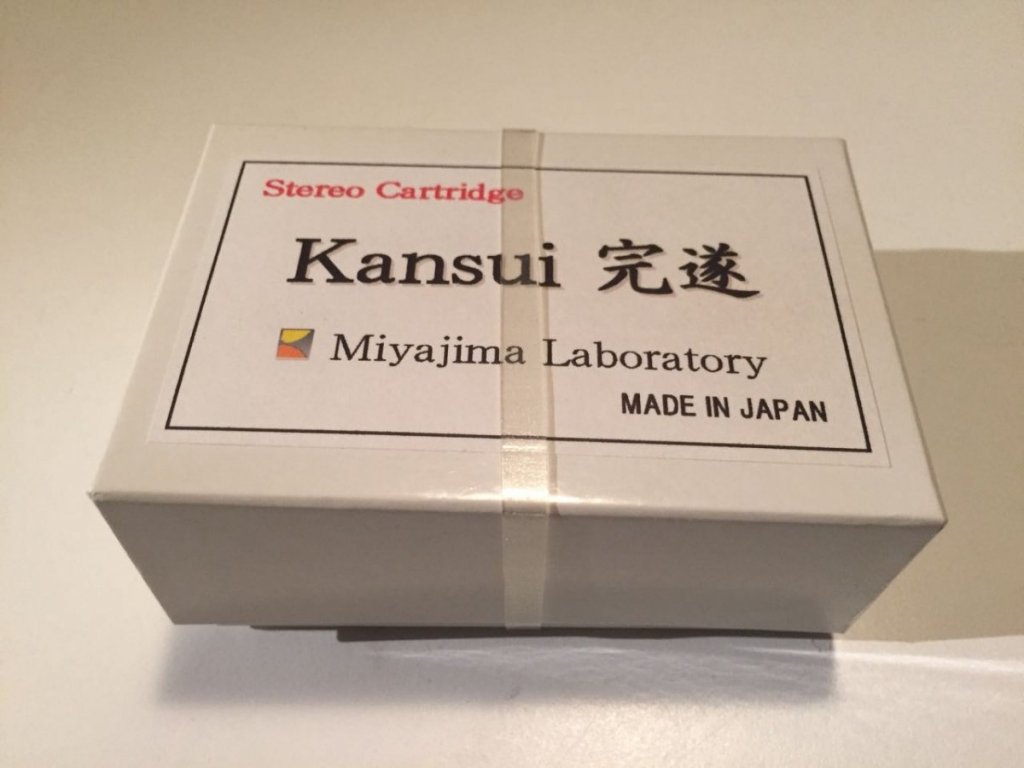 Stereo Cartridge
Kansui 完遂
Miyajima Laboratory
MADE IN JAPAN